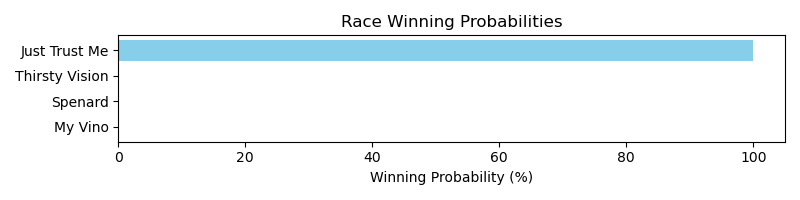 Race Winning Probabilities
Just Trust Me
Thirsty Vision
Spenard
My Vino
0 20 40 60 80 100
Winning Probability (%)